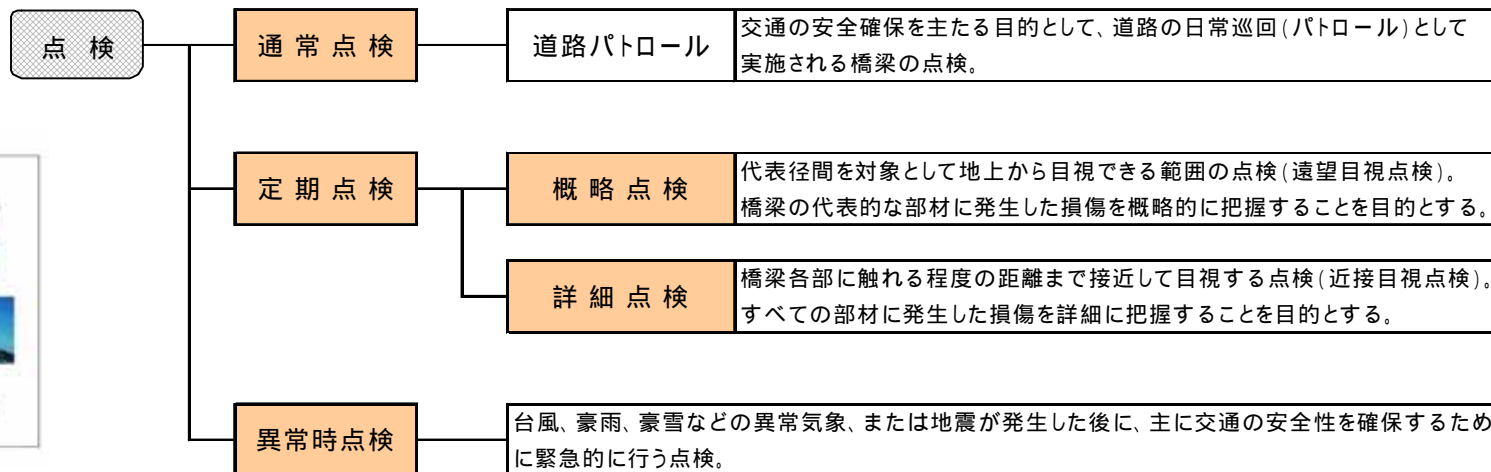 点検
通常点検
道路パトロール
交通の安全確保を主たる目的として、道路の日常巡回(パトロール)として
実施される橋梁の点検。
定期点検
概略点検
代表径間を対象として地上から目視できる範囲の点検(遠望目視点検)。
橋梁の代表的な部材に発生した損傷を概略的に把握することを目的とする。
詳細点検
橋梁各部に触れる程度の距離まで接近して目視する点検(近接目視点検)。
すべての部材に発生した損傷を詳細に把握することを目的とする。
異常時点検
台風、豪雨、豪雪などの異常気象、または地震が発生した後に、主に交通の安全性を確保するため
に緊急的に行う点検。